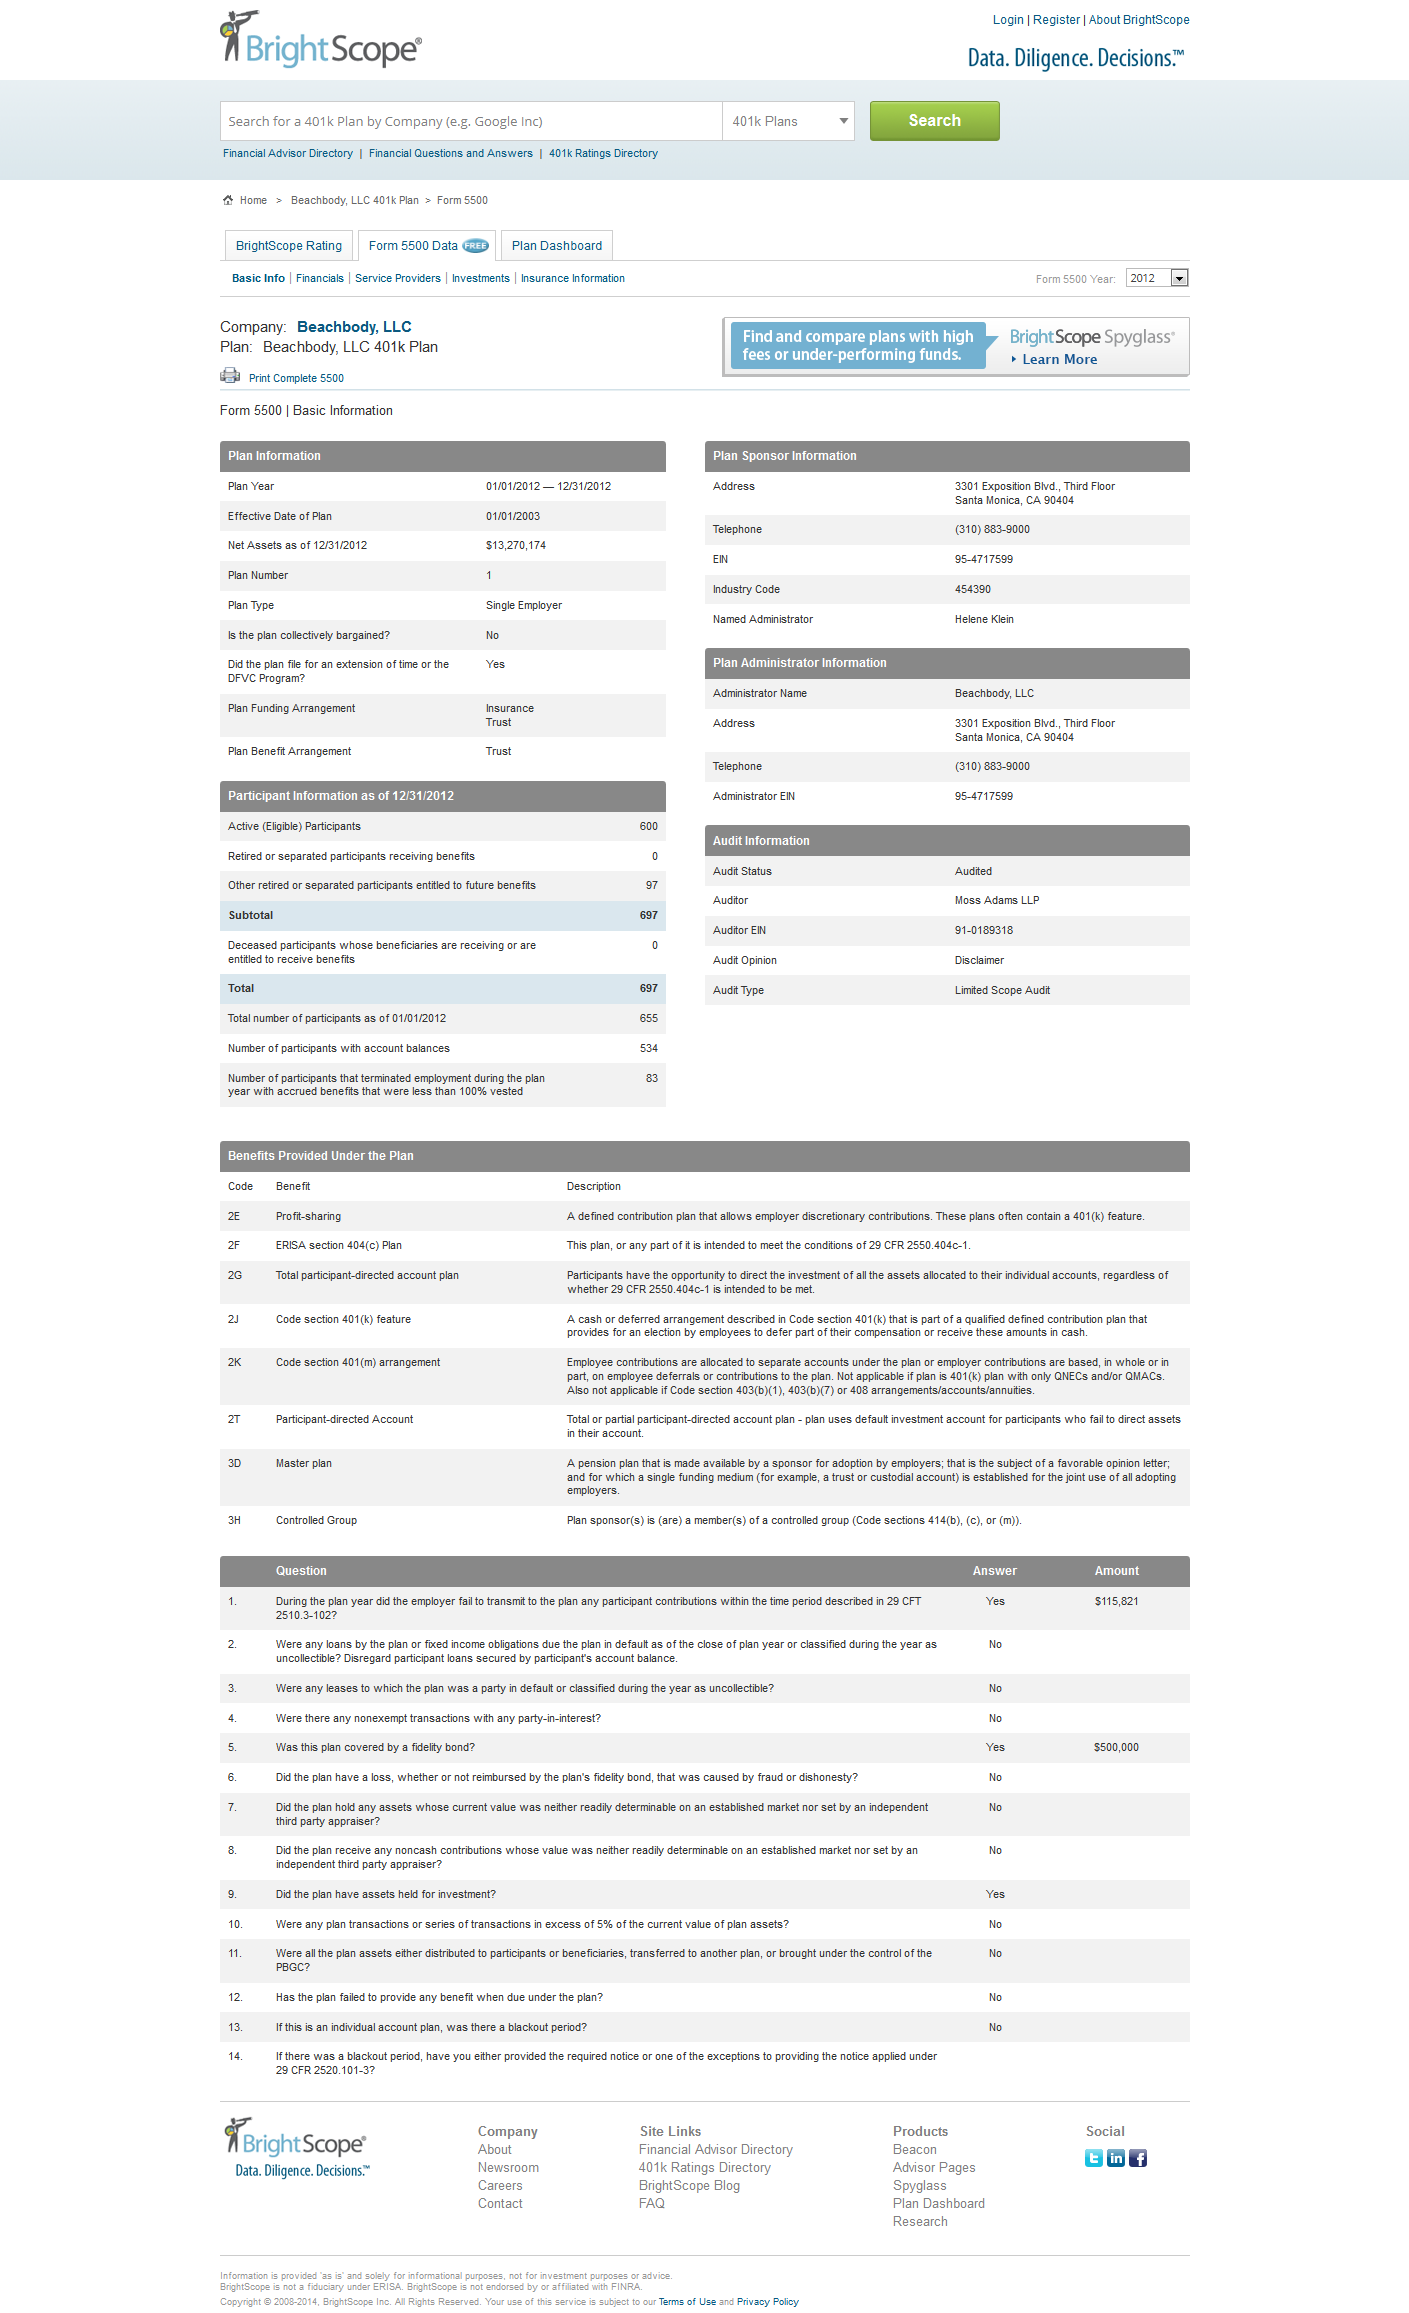 Login | Register | About BrightScope
BrightScope®
Data. Diligence. Decisions.™
Search for a 401k Plan by Company (e.g. Google Inc)
401k Plans
Search
Financial Advisor Directory | Financial Questions and Answers | 401k Ratings Directory
Home > Beachbody, LLC 401k Plan > Form 5500
BrightScope Rating
Form 5500 Data FREE
Plan Dashboard
Basic Info | Financials | Service Providers | Investments | Insurance Information
Form 5500 Year: 2012
Company: Beachbody, LLC
Plan: Beachbody, LLC 401k Plan
Print Complete 5500
Find and compare plans with high
fees or under-performing funds.
BrightScope Spyglass®
Learn More
Form 5500 | Basic Information
Plan Information
Plan Year 01/01/2012 — 12/31/2012
Effective Date of Plan 01/01/2003
Net Assets as of 12/31/2012 $13,270,174
Plan Number 1
Plan Type Single Employer
Is the plan collectively bargained? No
Did the plan file for an extension of time or the Yes
DFVC Program?
Plan Funding Arrangement Insurance
Trust
Plan Benefit Arrangement Trust
Participant Information as of 12/31/2012
Active (Eligible) Participants 600
Retired or separated participants receiving benefits 0
Other retired or separated participants entitled to future benefits 97
Subtotal 697
Deceased participants whose beneficiaries are receiving or are 0
entitled to receive benefits
Total 697
Total number of participants as of 01/01/2012 655
Number of participants with account balances 534
Number of participants that terminated employment during the plan 83
year with accrued benefits that were less than 100% vested
Plan Sponsor Information
Address 3301 Exposition Blvd., Third Floor
Santa Monica, CA 90404
Telephone (310) 883-9000
EIN 95-4717599
Industry Code 454390
Named Administrator Helene Klein
Plan Administrator Information
Administrator Name Beachbody, LLC
Address 3301 Exposition Blvd., Third Floor
Santa Monica, CA 90404
Telephone (310) 883-9000
Administrator EIN 95-4717599
Audit Information
Audit Status Audited
Auditor Moss Adams LLP
Auditor EIN 91-0189318
Audit Opinion Disclaimer
Audit Type Limited Scope Audit
Benefits Provided Under the Plan
Code Benefit Description
2E Profit-sharing A defined contribution plan that allows employer discretionary contributions. These plans often contain a 401(k) feature.
2F ERISA section 404(c) Plan This plan, or any part of it is intended to meet the conditions of 29 CFR 2550.404c-1.
2G Total participant-directed account plan Participants have the opportunity to direct the investment of all the assets allocated to their individual accounts, regardless of
whether 29 CFR 2550.404c-1 is intended to be met.
2J Code section 401(k) feature A cash or deferred arrangement described in Code section 401(k) that is part of a qualified defined contribution plan that
provides for an election by employees to defer part of their compensation or receive these amounts in cash.
2K Code section 401(m) arrangement Employee contributions are allocated to separate accounts under the plan or employer contributions are based, in whole or in
part, on employee deferrals or contributions to the plan. Not applicable if plan is 401(k) plan with only QNECs and/or QMACs.
Also not applicable if Code section 403(b)(1), 403(b)(7) or 408 arrangements/accounts/annuities.
2T Participant-directed Account Total or partial participant-directed account plan - plan uses default investment account for participants who fail to direct assets
in their account.
3D Master plan A pension plan that is made available by a sponsor for adoption by employers; that is the subject of a favorable opinion letter;
and for which a single funding medium (for example, a trust or custodial account) is established for the joint use of all adopting
employers.
3H Controlled Group Plan sponsor(s) is (are) a member(s) of a controlled group (Code sections 414(b), (c), or (m)).
Question Answer Amount
1. During the plan year did the employer fail to transmit to the plan any participant contributions within the time period described in 29 CFT Yes $115,821
2510.3-102?
2. Were any loans by the plan or fixed income obligations due the plan in default as of the close of plan year or classified during the year as No
uncollectible? Disregard participant loans secured by participant's account balance.
3. Were any leases to which the plan was a party in default or classified during the year as uncollectible? No
4. Were there any nonexempt transactions with any party-in-interest? No
5. Was this plan covered by a fidelity bond? Yes $500,000
6. Did the plan have a loss, whether or not reimbursed by the plan's fidelity bond, that was caused by fraud or dishonesty? No
7. Did the plan hold any assets whose current value was neither readily determinable on an established market nor set by an independent No
third party appraiser?
8. Did the plan receive any noncash contributions whose value was neither readily determinable on an established market nor set by an No
independent third party appraiser?
9. Did the plan have assets held for investment? Yes
10. Were any plan transactions or series of transactions in excess of 5% of the current value of plan assets? No
11. Were all the plan assets either distributed to participants or beneficiaries, transferred to another plan, or brought under the control of the No
PBGC?
12. Has the plan failed to provide any benefit when due under the plan? No
13. If this is an individual account plan, was there a blackout period? No
14. If there was a blackout period, have you either provided the required notice or one of the exceptions to providing the notice applied under
29 CFR 2520.101-3?
BrightScope®
Data. Diligence. Decisions.™
Company
About
Newsroom
Careers
Contact
Site Links
Financial Advisor Directory
401k Ratings Directory
BrightScope Blog
FAQ
Products
Beacon
Advisor Pages
Spyglass
Plan Dashboard
Research
Social
t in f
Information is provided 'as is' and solely for informational purposes, not for investment purposes or advice.
BrightScope is not a fiduciary under ERISA. BrightScope is not endorsed by or affiliated with FINRA.
Copyright © 2008-2014, BrightScope Inc. All Rights Reserved. Your use of this service is subject to our Terms of Use and Privacy Policy